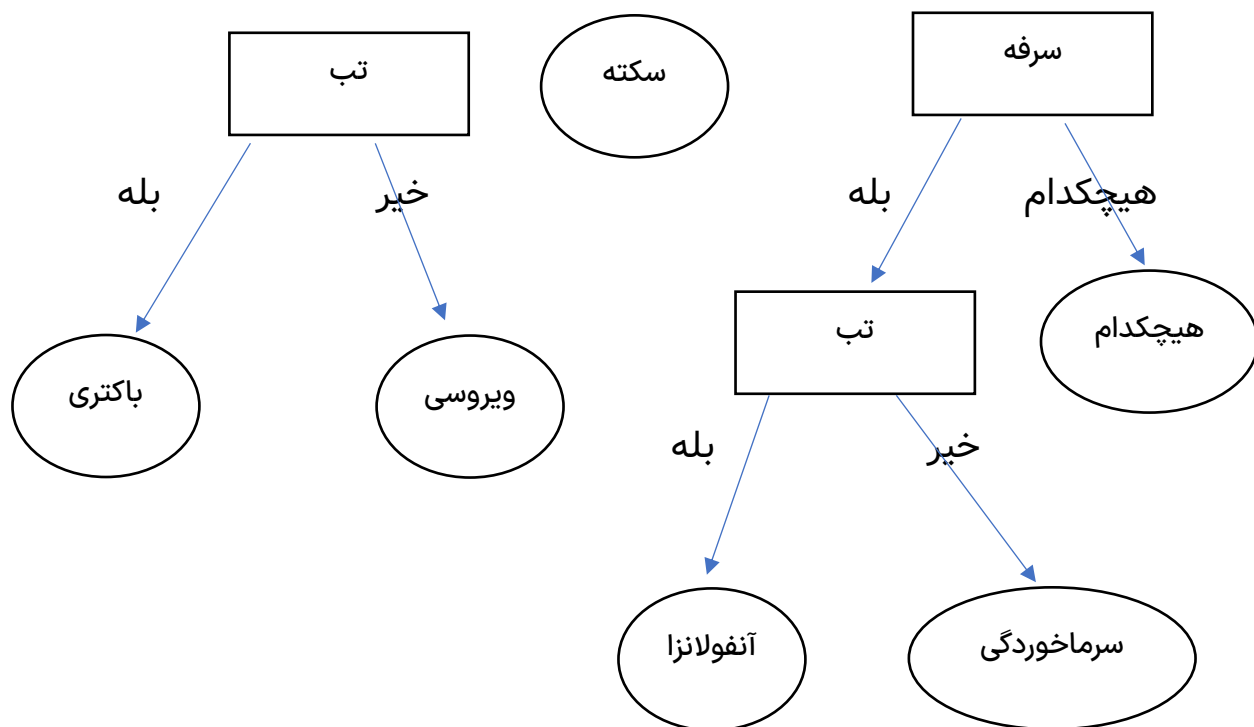 سرفه
سکته
تب
بله
هیچکدام
بله
خیر
تب
هیچکدام
باکتری
ویروسی
بله
خیر
آنفولانزا
سرماخوردگی